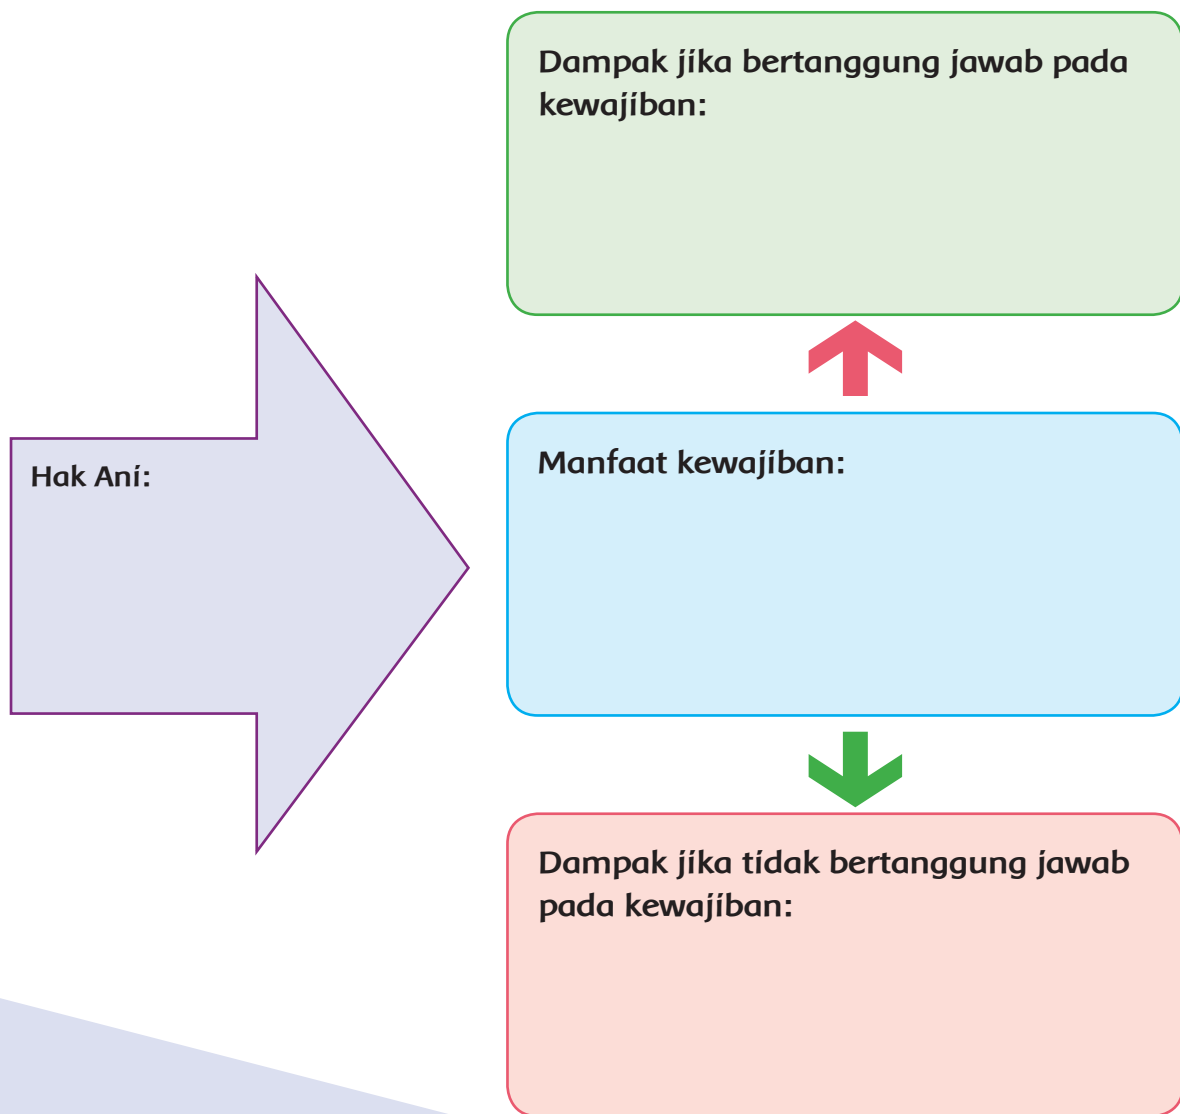 Hak Ani:
Dampak jika bertanggung jawab pada
kewajiban:
Manfaat kewajiban:
Dampak jika tidak bertanggung jawab
pada kewajiban: